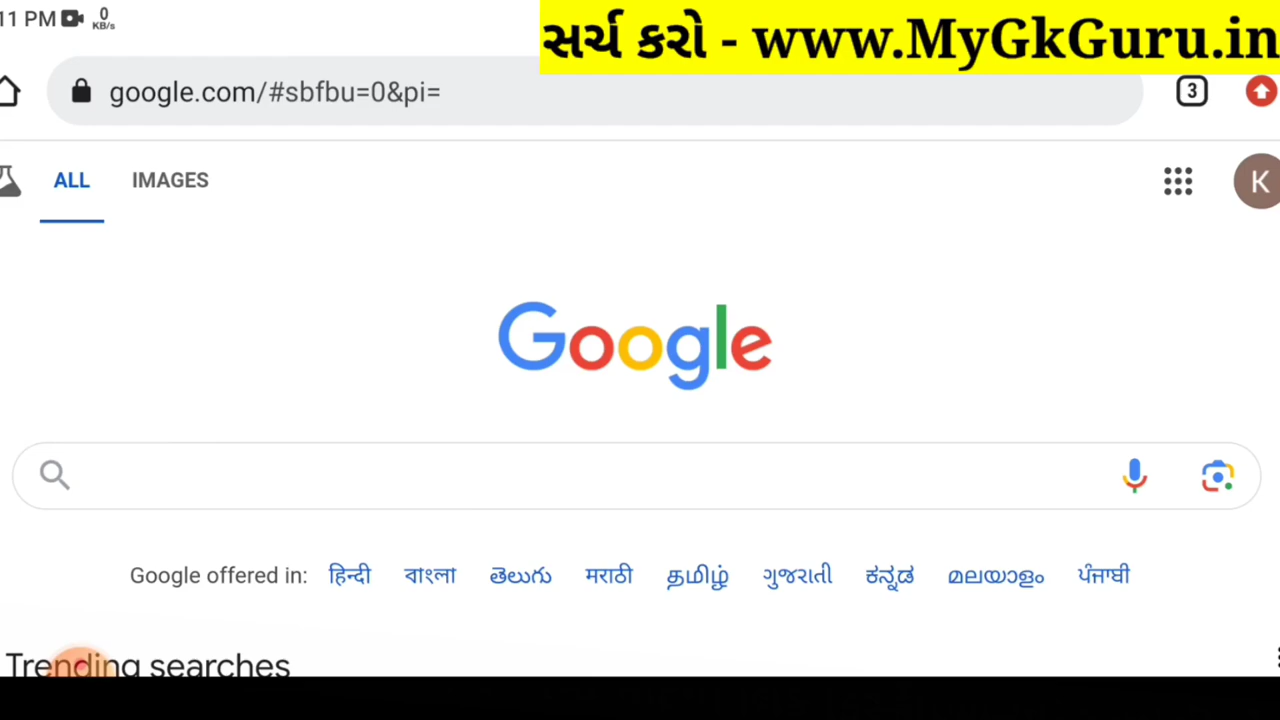 11 PM 0 KB/s
સર્ચ કરો - www.MyGkGuru.in
google.com/#sbfbu=0&pi=
3
ALL IMAGES
K
Google
Google offered in: हिन्दी বাংলা తెలుగు मराठी தமிழ் ગુજરાતી ಕನ್ನಡ മലയാളം ਪੰਜਾਬੀ
Trending searches